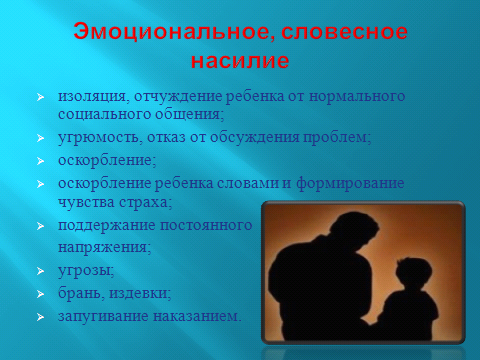 Эмоциональное, словесное
насилие
изоляция, отчуждение ребенка от нормального
социального общения;
угрюмость, отказ от обсуждения проблем;
оскорбление;
оскорбление ребенка словами и формирование
чувства страха;
поддержание постоянного
напряжения;
угрозы;
брань, издевки;
запугивание наказанием.